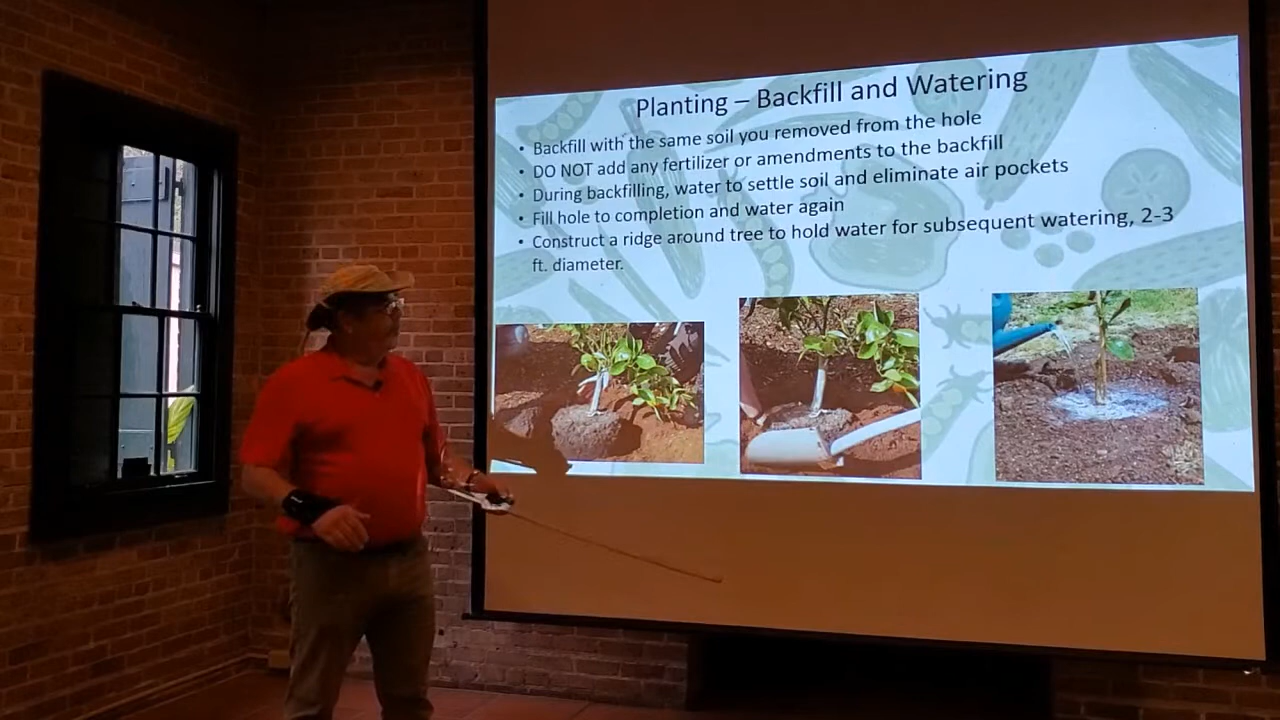 Planting – Backfill and Watering
• Backfill with the same soil you removed from the hole
• DO NOT add any fertilizer or amendments to the backfill
• During backfilling, water to settle soil and eliminate air pockets
• Fill hole to completion and water again
• Construct a ridge around tree to hold water for subsequent watering, 2-3
ft. diameter.